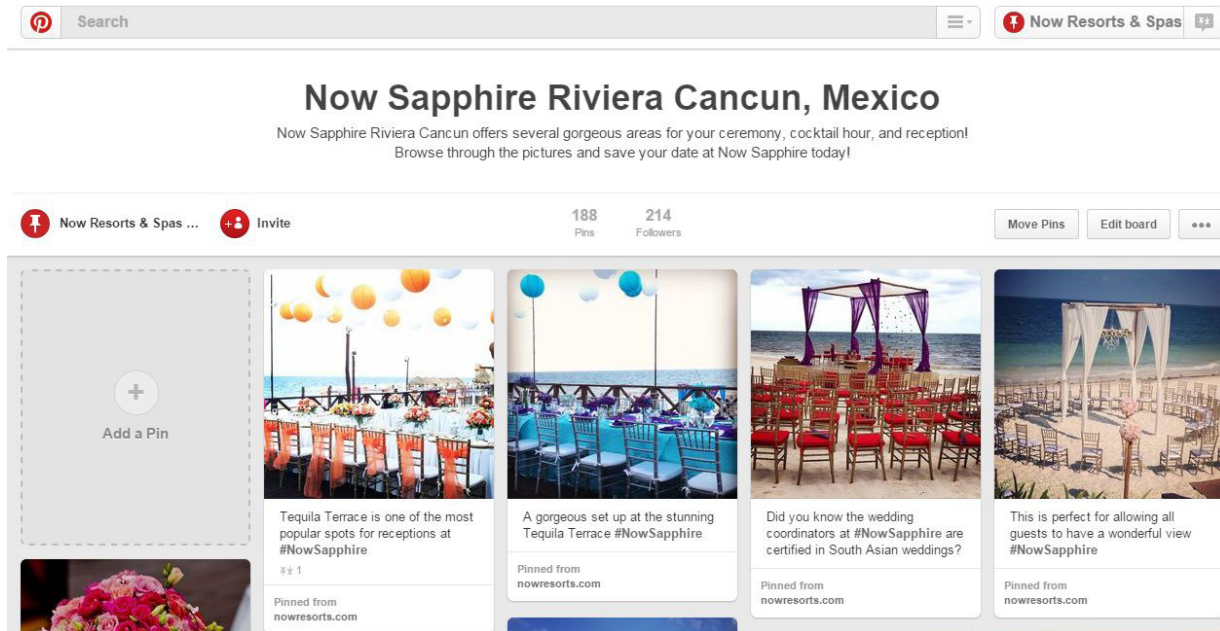 Search
Now Resorts & Spas
Now Sapphire Riviera Cancun, Mexico
Now Sapphire Riviera Cancun offers several gorgeous areas for your ceremony, cocktail hour, and reception!
Browse through the pictures and save your date at Now Sapphire today!
Now Resorts & Spas ...
Invite
188
Pins
214
Followers
Move Pins
Edit board
Add a Pin
Tequila Terrace is one of the most
popular spots for receptions at
#NowSapphire
1
Pinned from
nowresorts.com
A gorgeous set up at the stunning
Tequila Terrace #NowSapphire
Pinned from
nowresorts.com
Did you know the wedding
coordinators at #NowSapphire are
certified in South Asian weddings?
Pinned from
nowresorts.com
This is perfect for allowing all
guests to have a wonderful view
#NowSapphire
Pinned from
nowresorts.com